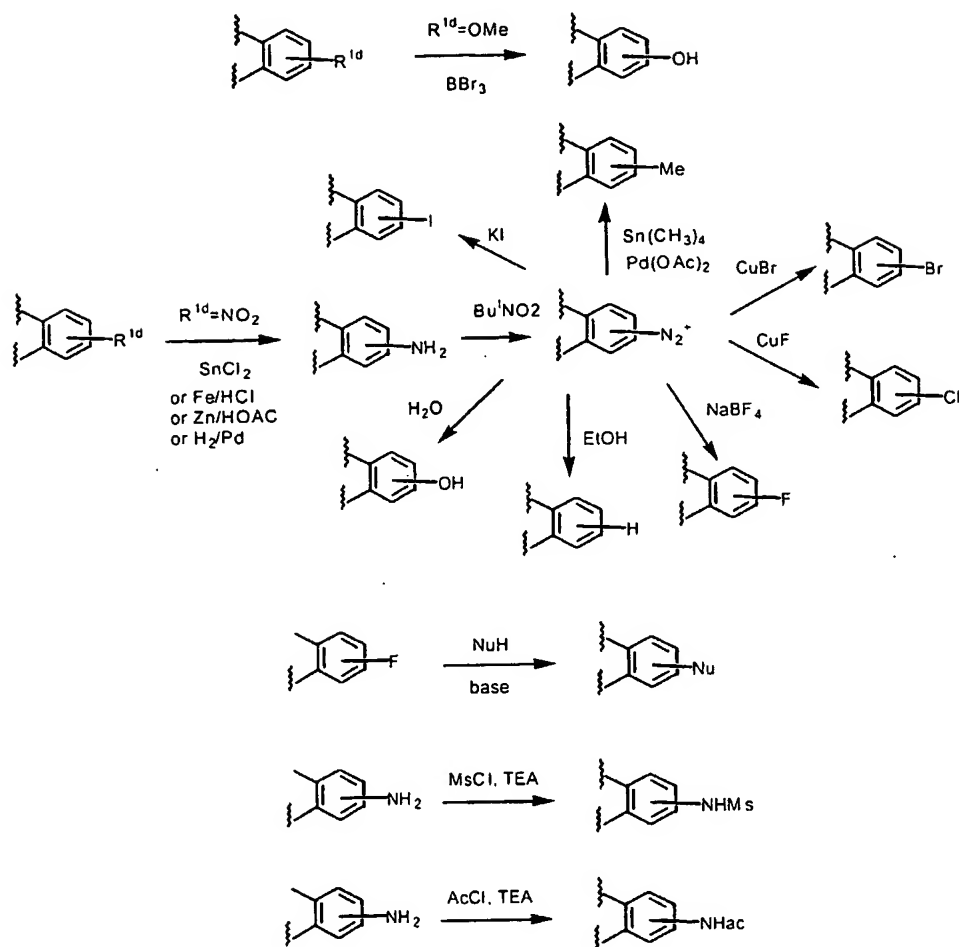 R1d=OMe
BBr3
R1d
OH
Me
I
KI
Sn(CH3)4
Pd(OAc)2
CuBr
Br
R1d
R1d=NO2
SnCl2
or Fe/HCl
or Zn/HOAC
or H2/Pd
NH2
ButNO2
N2+
CuF
Cl
H2O
EtOH
NaBF4
OH
H
F
F
NuH
base
Nu
NH2
MsCl, TEA
NHMs
NH2
AcCl, TEA
NHac